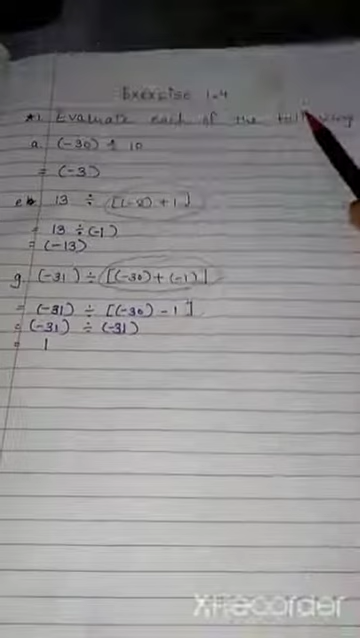 Exercise 1.4
*1 Evaluate each of the following
a. (-30) ÷ 10
= (-3)
e. 13 ÷ [(-2) + 1]
= 13 ÷ (-1)
= (-13)
g. (-31) ÷ [(-30) + (-1)]
= (-31) ÷ [(-30) - 1]
= (-31) ÷ (-31)
= 1
XRecorder